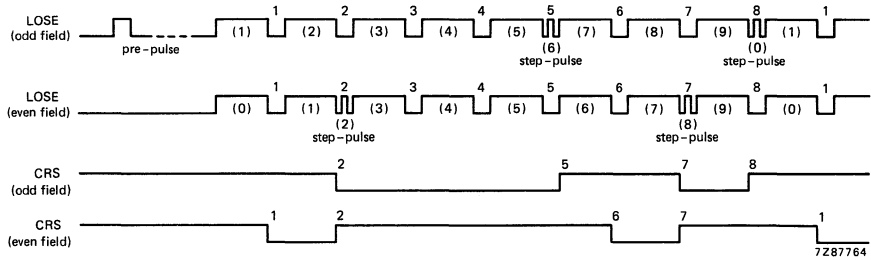 1 2 3 4 5 6 7 8 1
LOSE
(odd field)
(1) (2) (3) (4) (5) (7) (8) (9) (1)
pre-pulse
(6)
step-pulse
(0)
step-pulse
1 2 3 4 5 6 7 8 1
LOSE
(even field)
(0) (1) (3) (4) (5) (6) (7) (9) (0)
(2)
step-pulse
(8)
step-pulse
2 5 7 8
CRS
(odd field)
1 2 6 7 1
CRS
(even field)
7Z87764